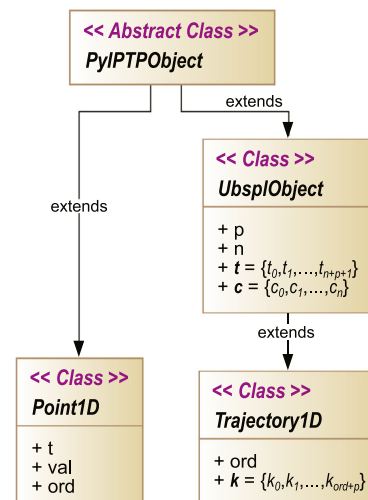 << Abstract Class >>
PyIPTPObject
extends
<< Class >>
UbsplObject
+ p
+ n
+ t = {t0,t1,...,tn+p+1}
+ c = {c0,c1,...,cn}
extends
extends
<< Class >>
Point1D
+ t
+ val
+ ord
<< Class >>
Trajectory1D
+ ord
+ k = {k0,k1,...,kord+p}